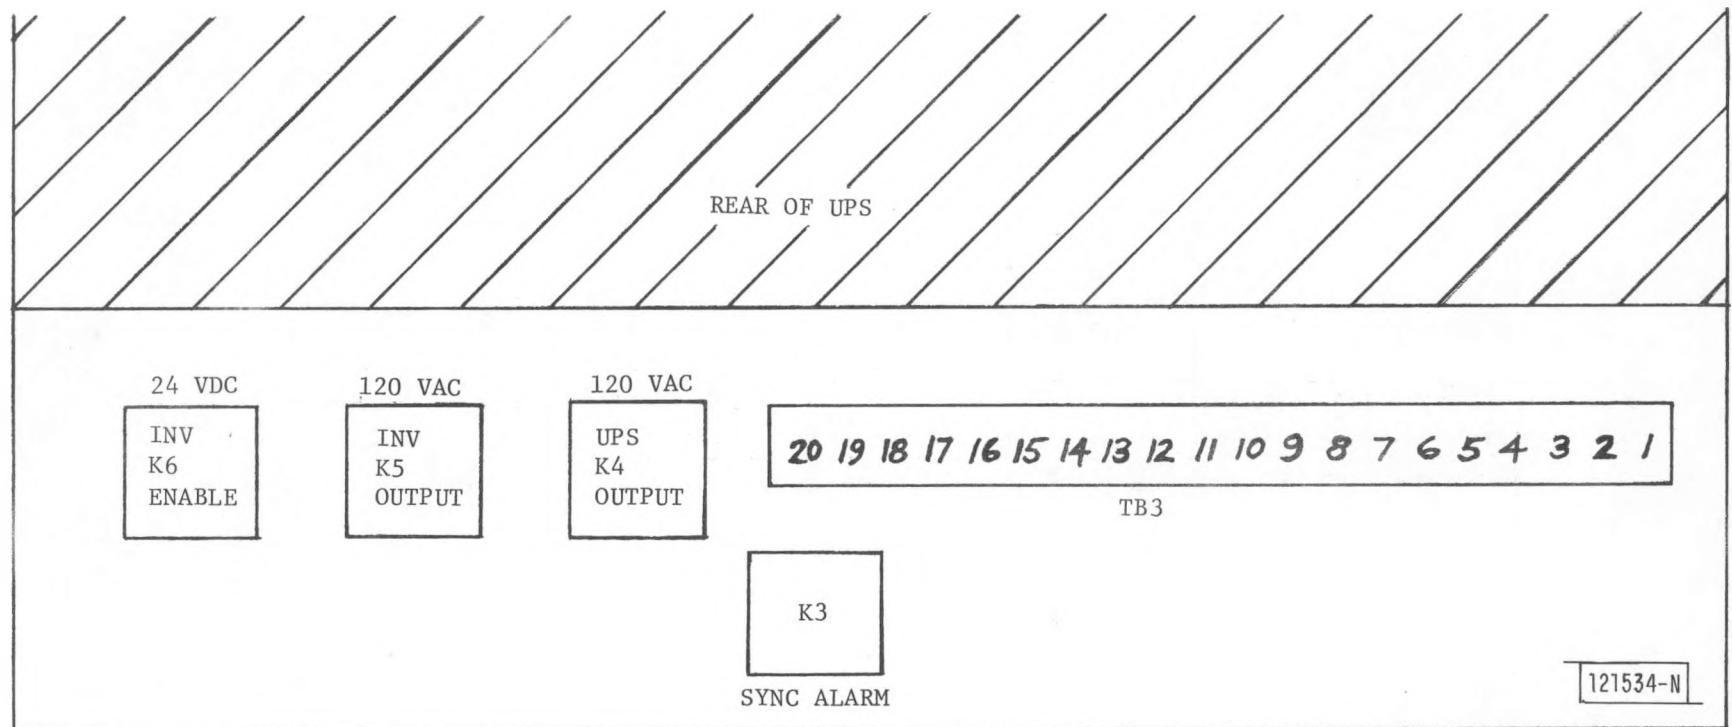 REAR OF UPS
24 VDC
INV
K6
ENABLE
120 VAC
INV
K5
OUTPUT
120 VAC
UPS
K4
OUTPUT
20 19 18 17 16 15 14 13 12 11 10 9 8 7 6 5 4 3 2 1
TB3
K3
SYNC ALARM
121534-N